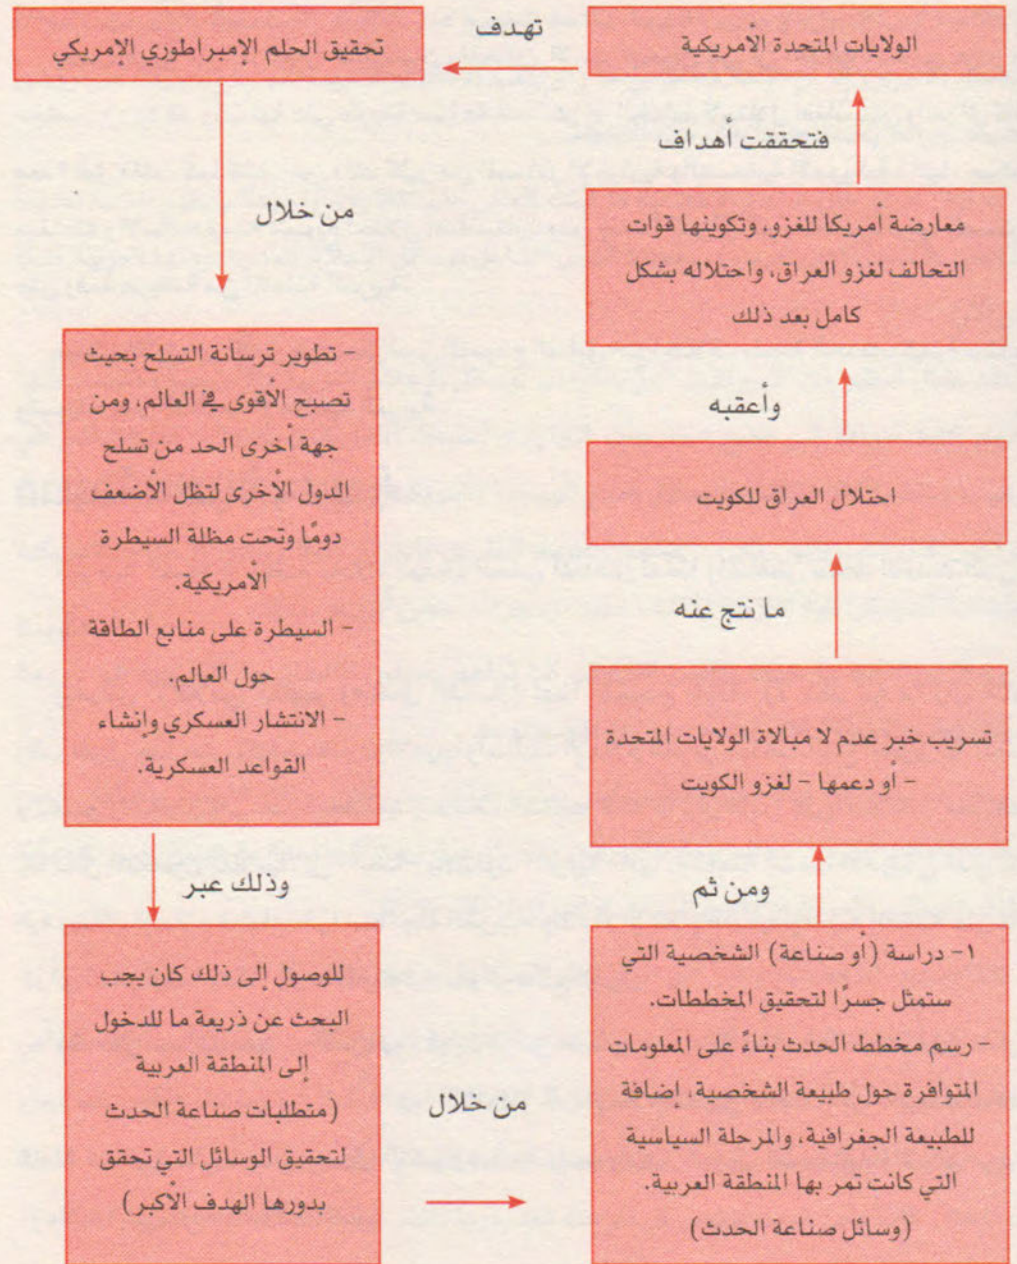 الولايات المتحدة الأمريكية
تهدف
تحقيق الحلم الإمبراطوري الإمريكي
من خلال
– تطوير ترسانة التسلح بحيث
تصبح الأقوى في العالم، ومن
جهة أخرى الحد من تسلح
الدول الأخرى لتظل الأضعف
دومًا وتحت مظلة السيطرة
الأمريكية.
– السيطرة على منابع الطاقة
حول العالم.
– الانتشار العسكري وإنشاء
القواعد العسكرية.
وذلك عبر
للوصول إلى ذلك كان يجب
البحث عن ذريعة ما للدخول
إلى المنطقة العربية
(متطلبات صناعة الحدث
لتحقيق الوسائل التي تحقق
بدورها الهدف الأكبر)
من خلال
١– دراسة (أو صناعة) الشخصية التي
ستمثل جسرًا لتحقيق المخططات.
– رسم مخطط الحدث بناءً على المعلومات
المتوافرة حول طبيعة الشخصية، إضافة
للطبيعة الجغرافية، والمرحلة السياسية
التي كانت تمر بها المنطقة العربية.
(وسائل صناعة الحدث)
ومن ثم
تسريب خبر عدم لا مبالاة الولايات المتحدة
– أو دعمها – لغزو الكويت
ما نتج عنه
احتلال العراق للكويت
وأعقبه
معارضة أمريكا للغزو، وتكوينها قوات
التحالف لغزو العراق، واحتلاله بشكل
كامل بعد ذلك
فتحققت أهداف